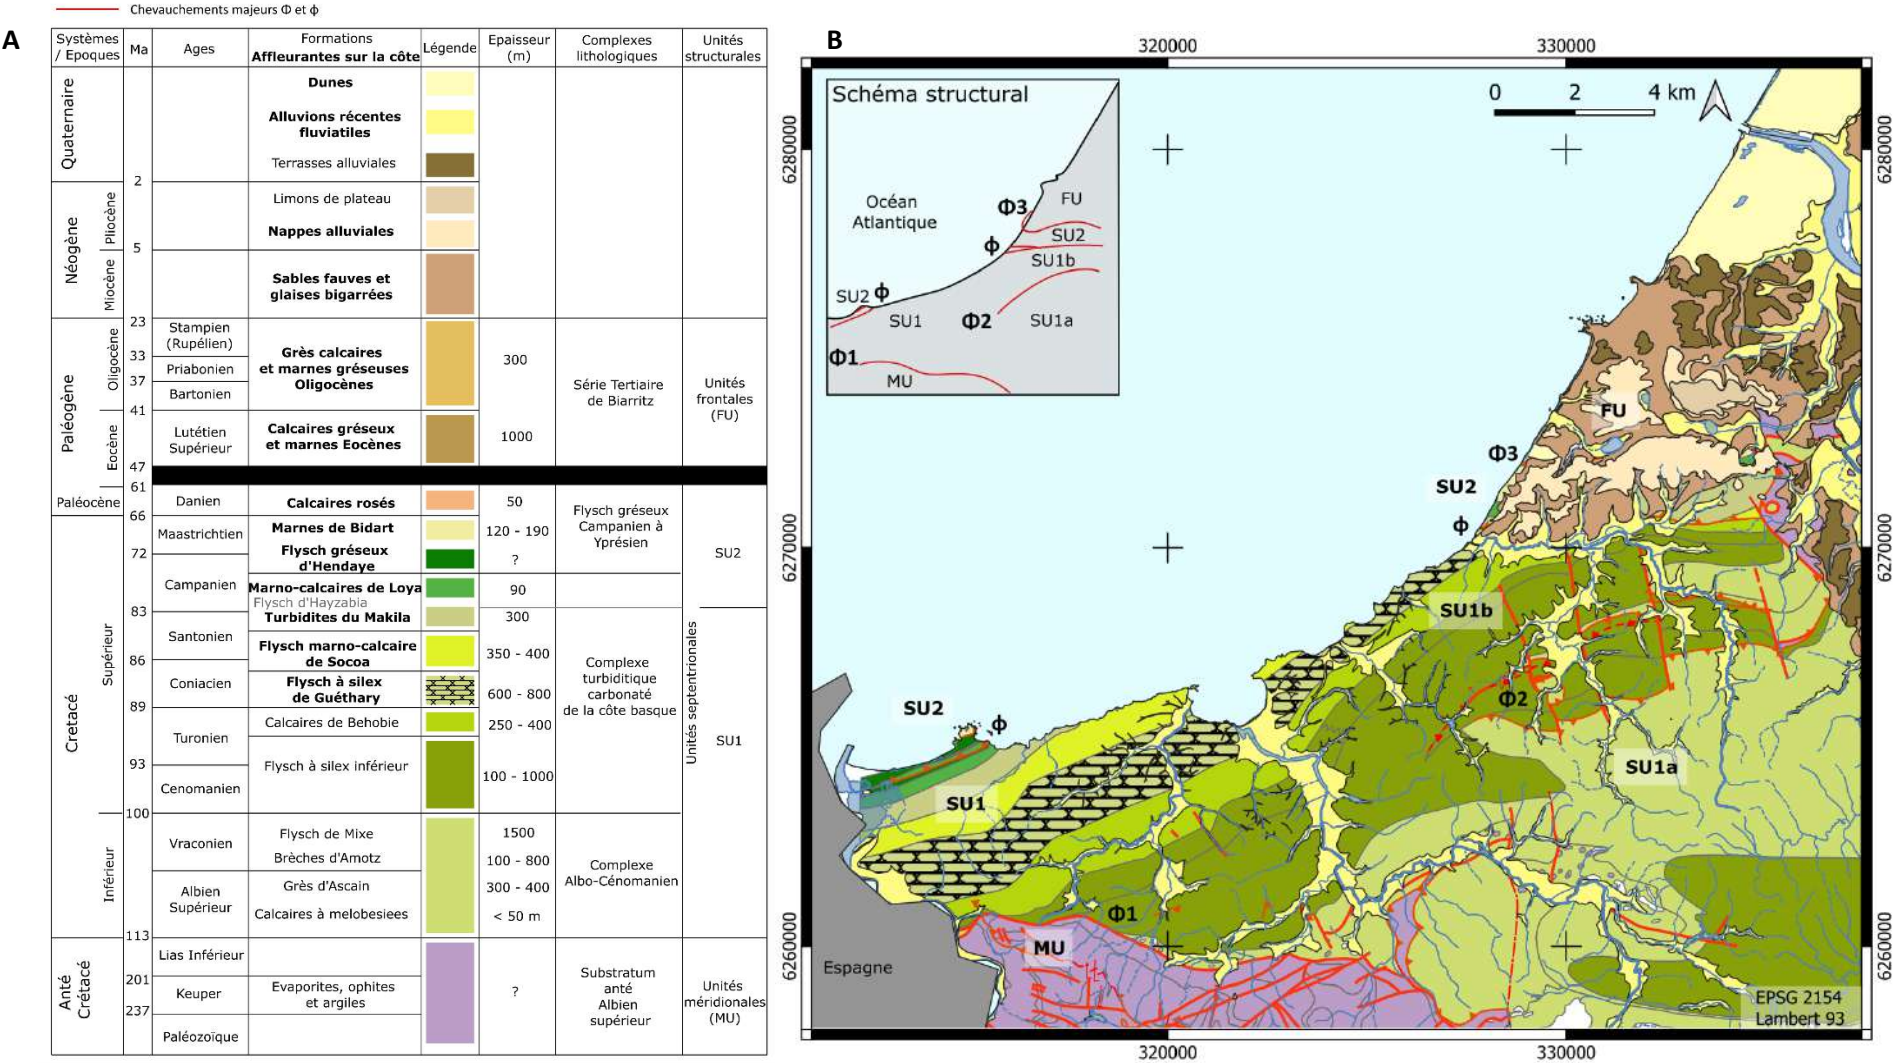 Chevauchements majeurs Φ et ϕ
A
Systèmes
/ Epoques
Ma
Ages
Formations
Affleurantes sur la côte
Légende
Epaisseur
(m)
Complexes
lithologiques
Unités
structurales
Quaternaire
Dunes
Alluvions récentes
fluviatiles
Terrasses alluviales
2
Néogène
Pliocène
Limons de plateau
Nappes alluviales
5
Miocène
Sables fauves et
glaises bigarrées
23
Paléogène
Oligocène
Stampien
(Rupélien)
33
Priabonien
37
Bartonien
Grès calcaires
et marnes gréseuses
Oligocènes
300
41
Eocène
Lutétien
Supérieur
Calcaires gréseux
et marnes Eocènes
1000
Série Tertiaire
de Biarritz
Unités
frontales
(FU)
47
61
Paléocène
Danien
Calcaires rosés
50
66
Cretacé
Supérieur
Maastrichtien
Marnes de Bidart
120 - 190
72
Flysch gréseux
d'Hendaye
?
Flysch gréseux
Campanien à
Yprésien
SU2
Campanien
Marno-calcaires de Loya
90
Flysch d'Hayzabia
83
Turbidites du Makila
300
Santonien
Flysch marno-calcaire
de Socoa
350 - 400
86
Coniacien
Flysch à silex
de Guéthary
600 - 800
89
Turonien
Calcaires de Behobie
250 - 400
93
Cenomanien
Flysch à silex inférieur
100 - 1000
Complexe
turbiditique
carbonaté
de la côte basque
SU1
Unités septentrionales
100
Inférieur
Vraconien
Flysch de Mixe
1500
Brèches d'Amotz
100 - 800
Albien
Supérieur
Grès d'Ascain
300 - 400
Calcaires à melobesiees
< 50 m
Complexe
Albo-Cénomanien
113
Anté
Crétacé
Lias Inférieur
201
Keuper
237
Paléozoïque
Evaporites, ophites
et argiles
?
Substratum
anté
Albien
supérieur
Unités
méridionales
(MU)
B
320000
330000
6280000
6270000
6260000
Schéma structural
Océan
Atlantique
Φ3
FU
SU2
ϕ
SU1b
SU2
ϕ
SU1
Φ2
SU1a
Φ1
MU
0
2
4 km
FU
Φ3
SU2
ϕ
SU1b
SU2
ϕ
Φ2
SU1a
SU1
Φ1
MU
Espagne
EPSG 2154
Lambert 93
6280000
6270000
6260000
320000
330000